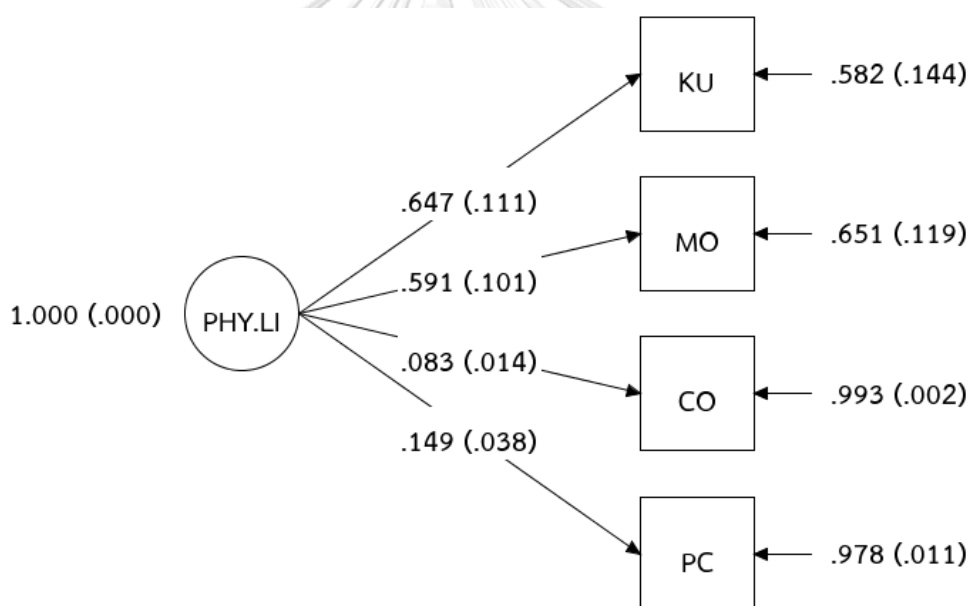 KU
.582 (.144)
.647 (.111)
MO
.651 (.119)
.591 (.101)
1.000 (.000)
PHY.LI
.083 (.014)
CO
.993 (.002)
.149 (.038)
PC
.978 (.011)